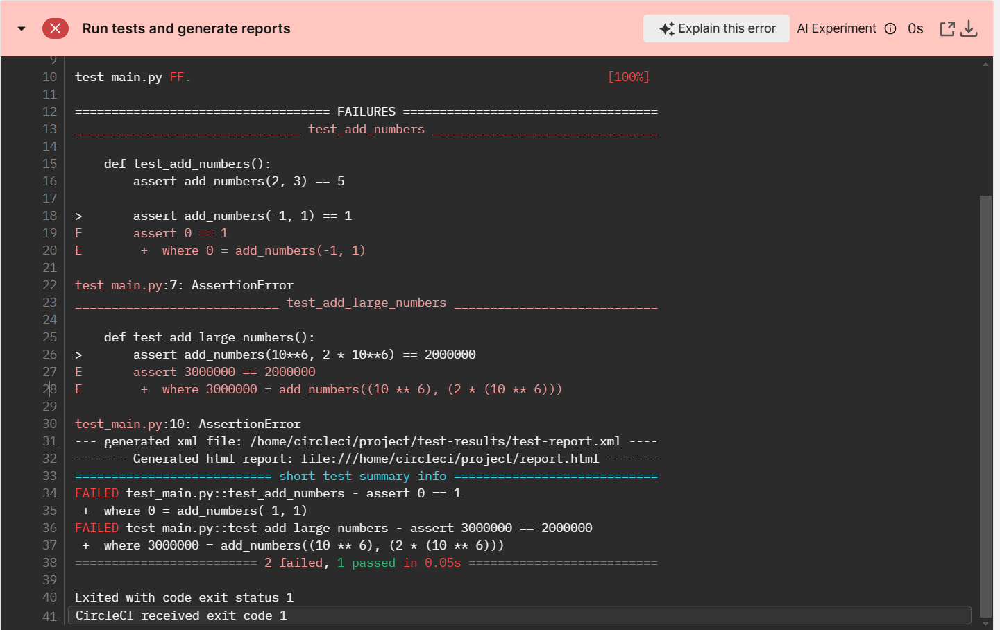 Run tests and generate reports
Explain this error
AI Experiment
0s
9
10 test_main.py FF. [100%]
11
12 =================================== FAILURES ===================================
13 _______________________________ test_add_numbers _______________________________
14
15     def test_add_numbers():
16         assert add_numbers(2, 3) == 5
17
18 >       assert add_numbers(-1, 1) == 1
19 E       assert 0 == 1
20 E        +  where 0 = add_numbers(-1, 1)
21
22 test_main.py:7: AssertionError
23 ____________________________ test_add_large_numbers ____________________________
24
25     def test_add_large_numbers():
26 >       assert add_numbers(10**6, 2 * 10**6) == 2000000
27 E       assert 3000000 == 2000000
28 E        +  where 3000000 = add_numbers((10 ** 6), (2 * (10 ** 6)))
29
30 test_main.py:10: AssertionError
31 --- generated xml file: /home/circleci/project/test-results/test-report.xml ----
32 ------- Generated html report: file:///home/circleci/project/report.html -------
33 =========================== short test summary info ============================
34 FAILED test_main.py::test_add_numbers - assert 0 == 1
35  +  where 0 = add_numbers(-1, 1)
36 FAILED test_main.py::test_add_large_numbers - assert 3000000 == 2000000
37  +  where 3000000 = add_numbers((10 ** 6), (2 * (10 ** 6)))
38 ========================= 2 failed, 1 passed in 0.05s ==========================
39
40 Exited with code exit status 1
41 CircleCI received exit code 1